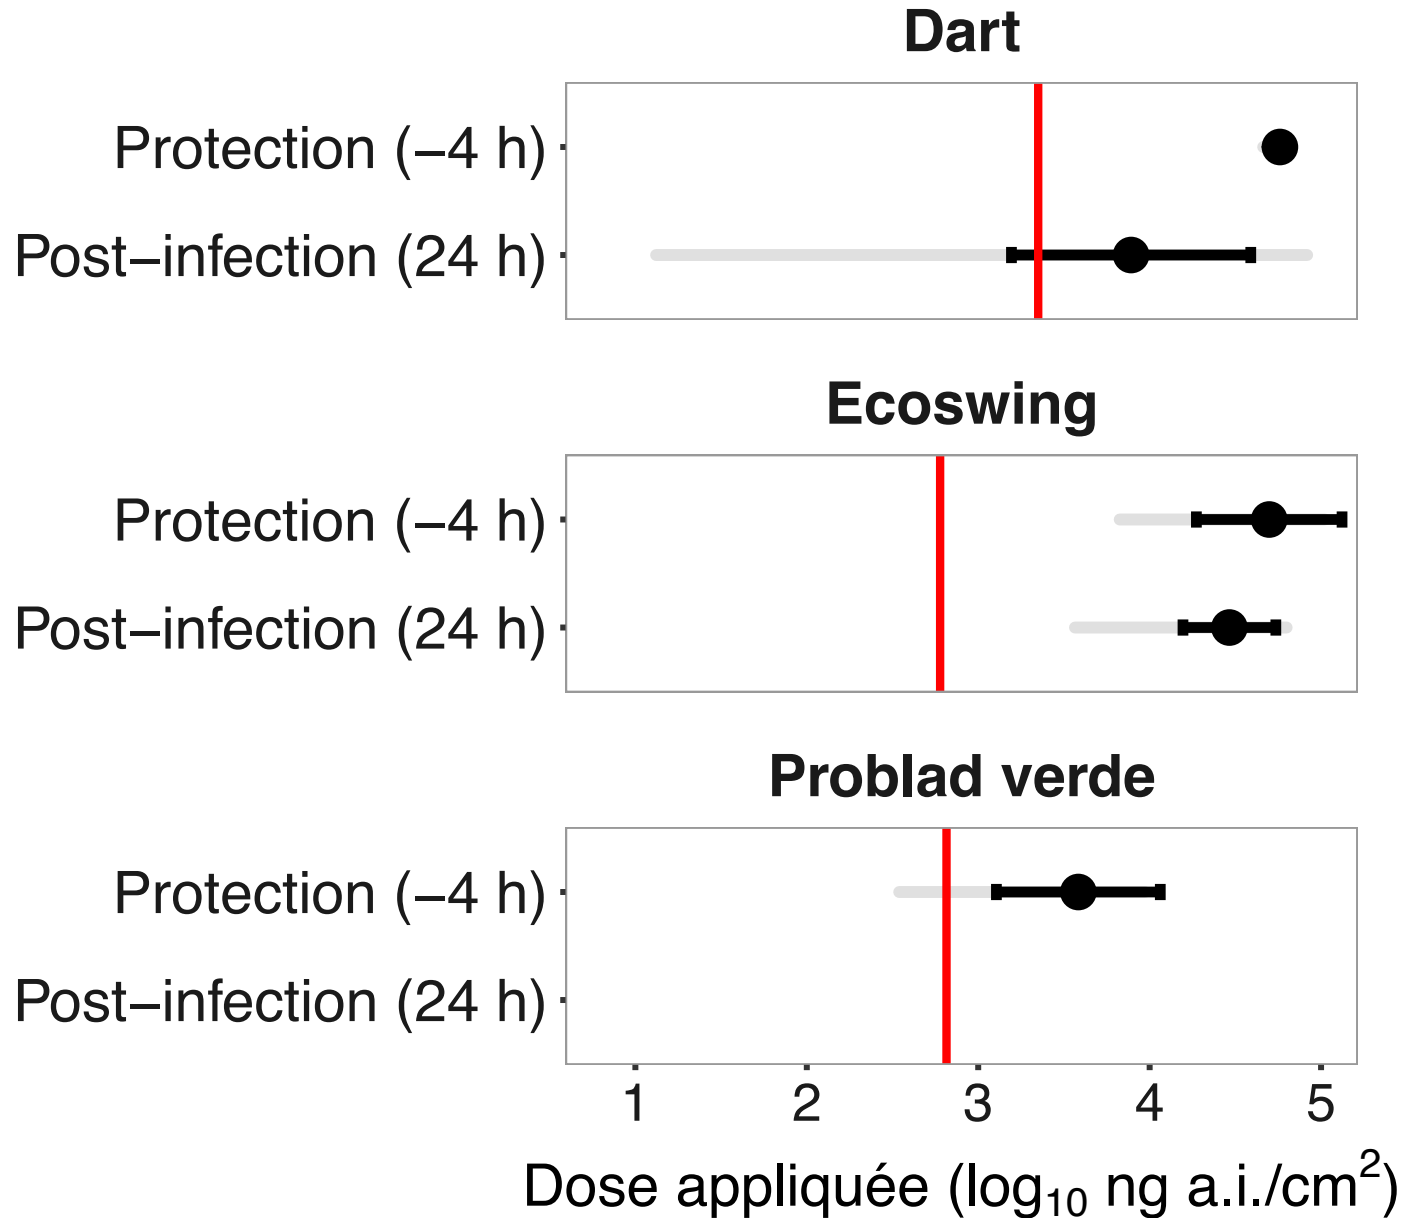 Dart
Protection (−4 h)
Post−infection (24 h)
Ecoswing
Protection (−4 h)
Post−infection (24 h)
Problad verde
Protection (−4 h)
Post−infection (24 h)
1 2 3 4 5
Dose appliquée (log₁₀ ng a.i./cm²)